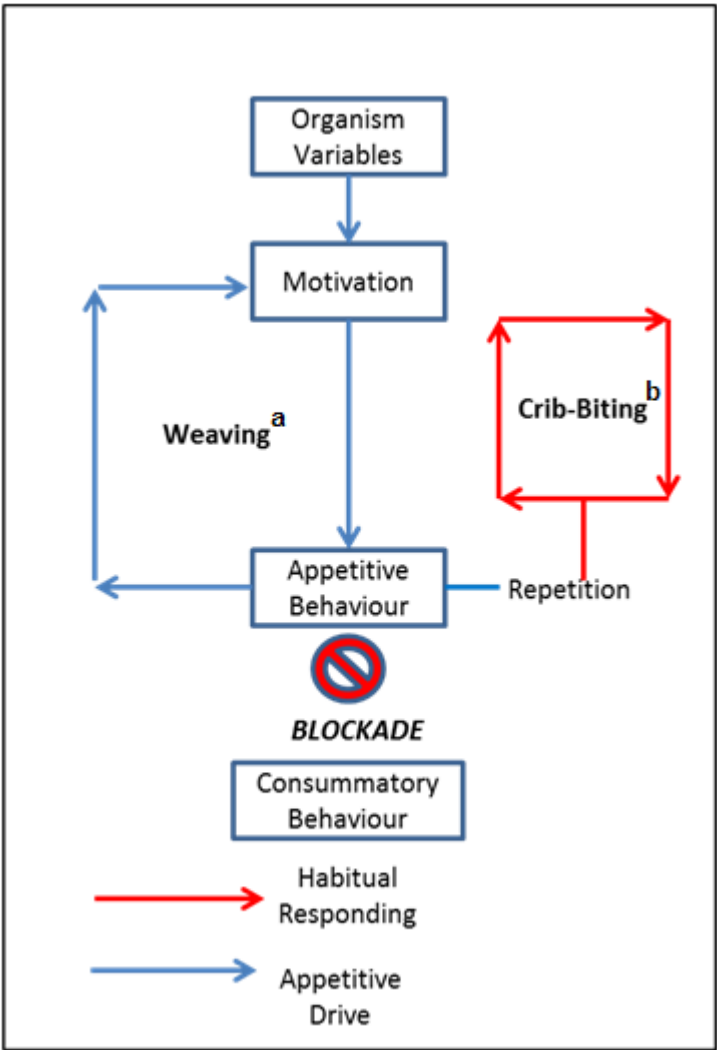 Organism
Variables
Motivation
Weaving a
Crib-Biting b
Appetitive
Behaviour
Repetition
BLOCKADE
Consummatory
Behaviour
Habitual
Responding
Appetitive
Drive